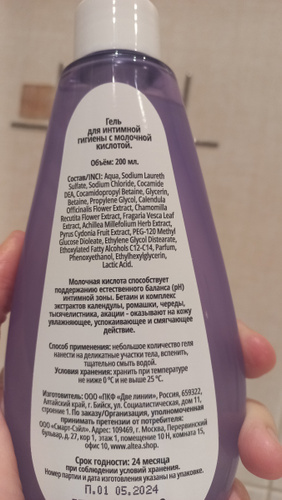 Гель
для интимной
гигиены с молочной
кислотой.
Объём: 200 мл.
Состав/INCI: Aqua, Sodium Laureth
Sulfate, Sodium Chloride, Cocamide
DEA, Cocamidopropyl Betaine, Glycerin,
Betaine, Propylene Glycol, Calendula
Officinalis Flower Extract, Chamomilla
Recutita Flower Extract, Fragaria Vesca Leaf
Extract, Achillea Millefolium Herb Extract,
Pyrus Cydonia Fruit Extract, PEG-120 Methyl
Glucose Dioleate, Ethylene Glycol Distearate,
Ethoxylated Fatty Alcohols C12-C14, Parfum,
Phenoxyethanol, Ethylhexylglycerin,
Lactic Acid.
Молочная кислота способствует
поддержанию естественного баланса (pH)
интимной зоны. Бетаин и комплекс
экстрактов календулы, ромашки, череды,
тысячелистника, акации - оказывают на кожу
увлажняющее, успокаивающее и смягчающее
действие.
Способ применения: небольшое количество геля
нанести на деликатные участки тела, вспенить,
тщательно смыть водой.
Условия хранения: хранить при температуре
не ниже 0 °C и не выше 25 °C.
Изготовитель: ООО «ПКФ «Две линии», Россия, 659322,
Алтайский край, г. Бийск, ул. Социалистическая, дом 11,
строение 1. По заказу/Организация, уполномоченная
принимать претензии от потребителя:
ООО «Смарт-Сэйл». Адрес: 109469, г. Москва, Перервинский
бульвар, д. 27, кор 1, этаж 1, помещение 10 Н, комната 15,
офис 10, www.altea.shop.
Срок годности: 24 месяца
при соблюдении условий хранения.
Номер партии и дата изготовления указаны на упаковке.
П.01 05.2024